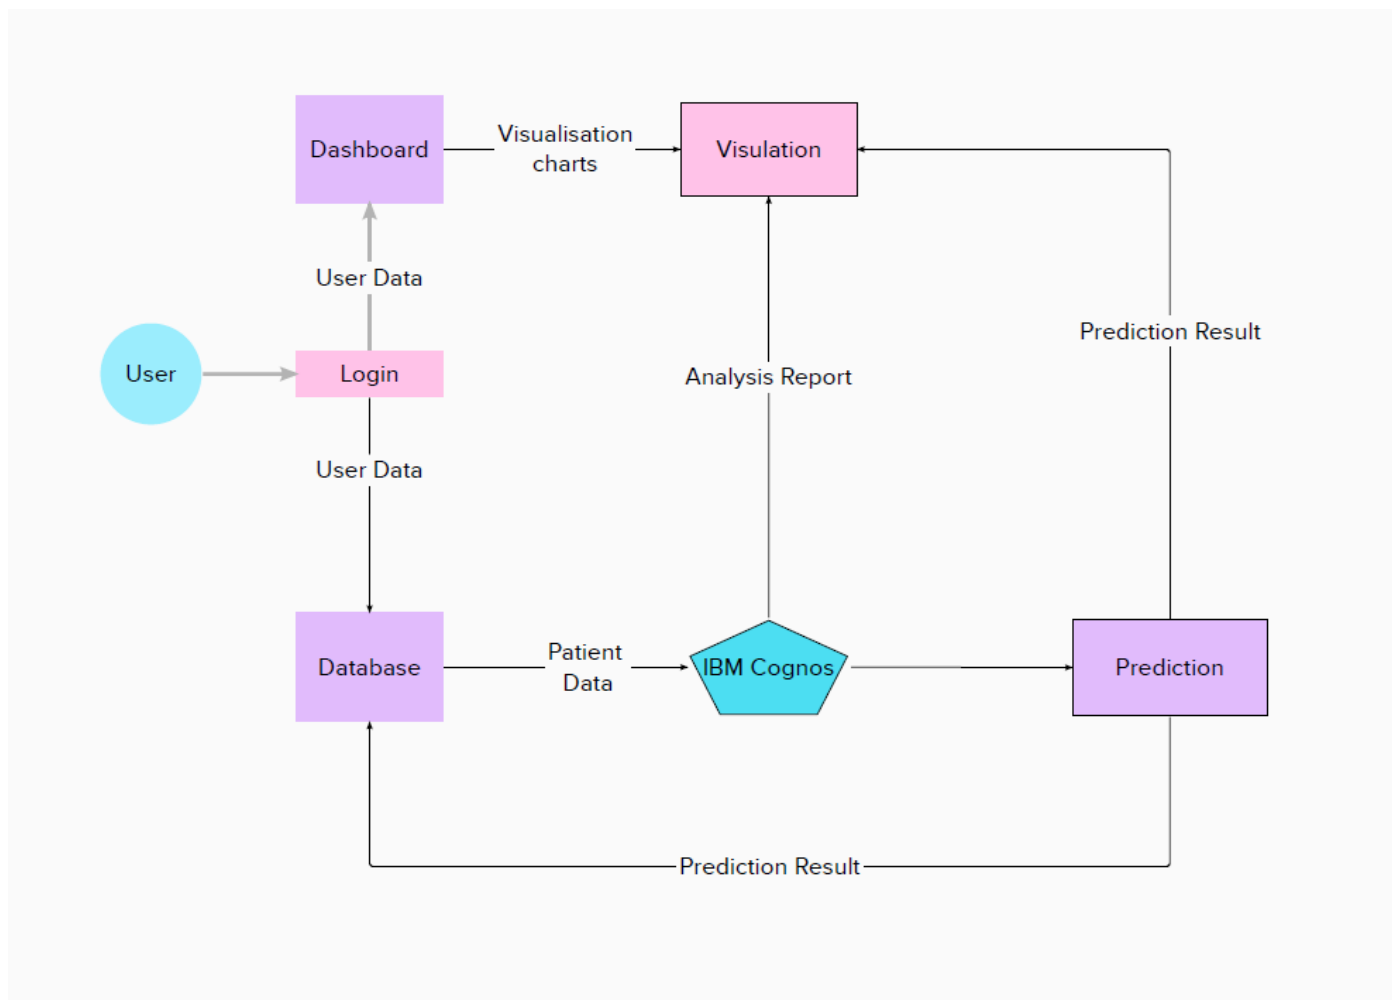 Dashboard
Visualisation
charts
Visulation
User Data
Prediction Result
User
Login
Analysis Report
User Data
Database
Patient
Data
IBM Cognos
Prediction
Prediction Result